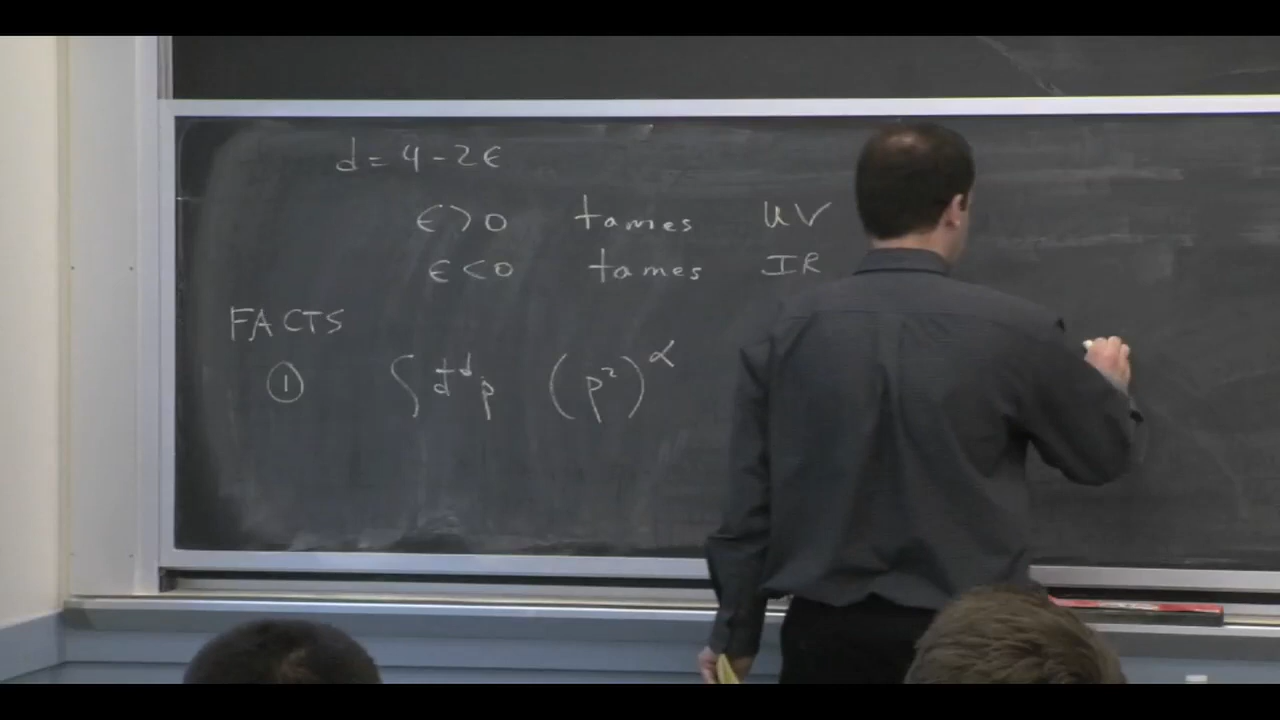 d = 4 - 2ϵ
ϵ > 0 tames UV
ϵ < 0 tames IR
FACTS
① ∫ đ^d p (p²)^α